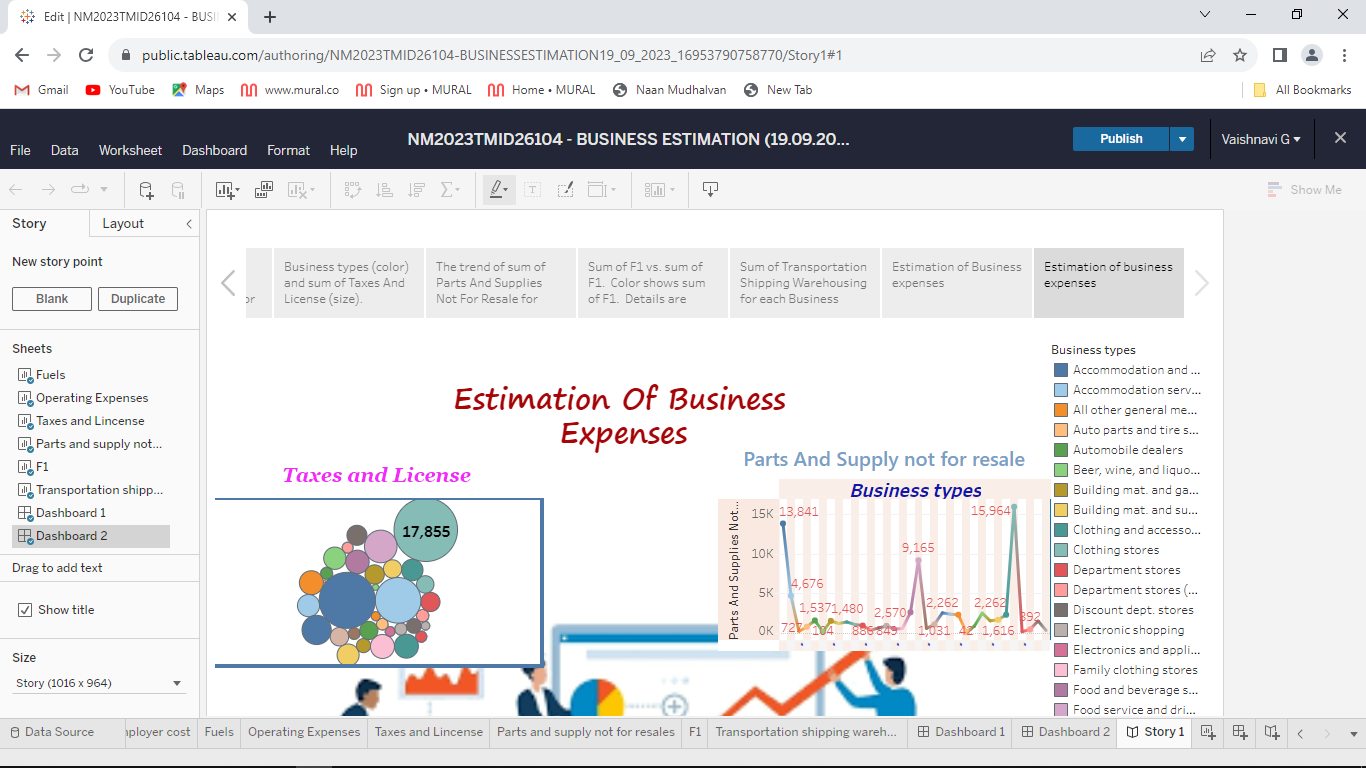 Edit | NM2023TMID26104 - BUSI
public.tableau.com/authoring/NM2023TMID26104-BUSINESSESTIMATION19_09_2023_16953790758770/Story1#1
Gmail YouTube Maps www.mural.co Sign up • MURAL Home • MURAL Naan Mudhalvan New Tab All Bookmarks
NM2023TMID26104 - BUSINESS ESTIMATION (19.09.20...
Publish Vaishnavi G
File Data Worksheet Dashboard Format Help
Show Me
Story Layout
New story point
Blank Duplicate
Sheets
Fuels
Operating Expenses
Taxes and Lincense
Parts and supply not...
F1
Transportation shipp...
Dashboard 1
Dashboard 2
Drag to add text
Show title
Size
Story (1016 x 964)
or
Business types (color)
and sum of Taxes And
License (size).
The trend of sum of
Parts And Supplies
Not For Resale for
Sum of F1 vs. sum of
F1. Color shows sum
of F1. Details are
Sum of Transportation
Shipping Warehousing
for each Business
Estimation of Business
expenses
Estimation of business
expenses
Estimation Of Business
Expenses
Taxes and License
17,855
Parts And Supply not for resale
Business types
Parts And Supplies Not...
15K
10K
5K
0K
13,841
15,964
9,165
4,676
1,537
1,480
2,570
2,262
2,262
892
727
104
886
849
1,031
42
1,616
Business types
Accommodation and ...
Accommodation serv...
All other general me...
Auto parts and tire s...
Automobile dealers
Beer, wine, and liquo...
Building mat. and ga...
Building mat. and su...
Clothing and accesso...
Clothing stores
Department stores
Department stores (...
Discount dept. stores
Electronic shopping
Electronics and appli...
Family clothing stores
Food and beverage s...
Food service and dri...
Data Source ployer cost Fuels Operating Expenses Taxes and Lincense Parts and supply not for resales F1 Transportation shipping wareh... Dashboard 1 Dashboard 2 Story 1